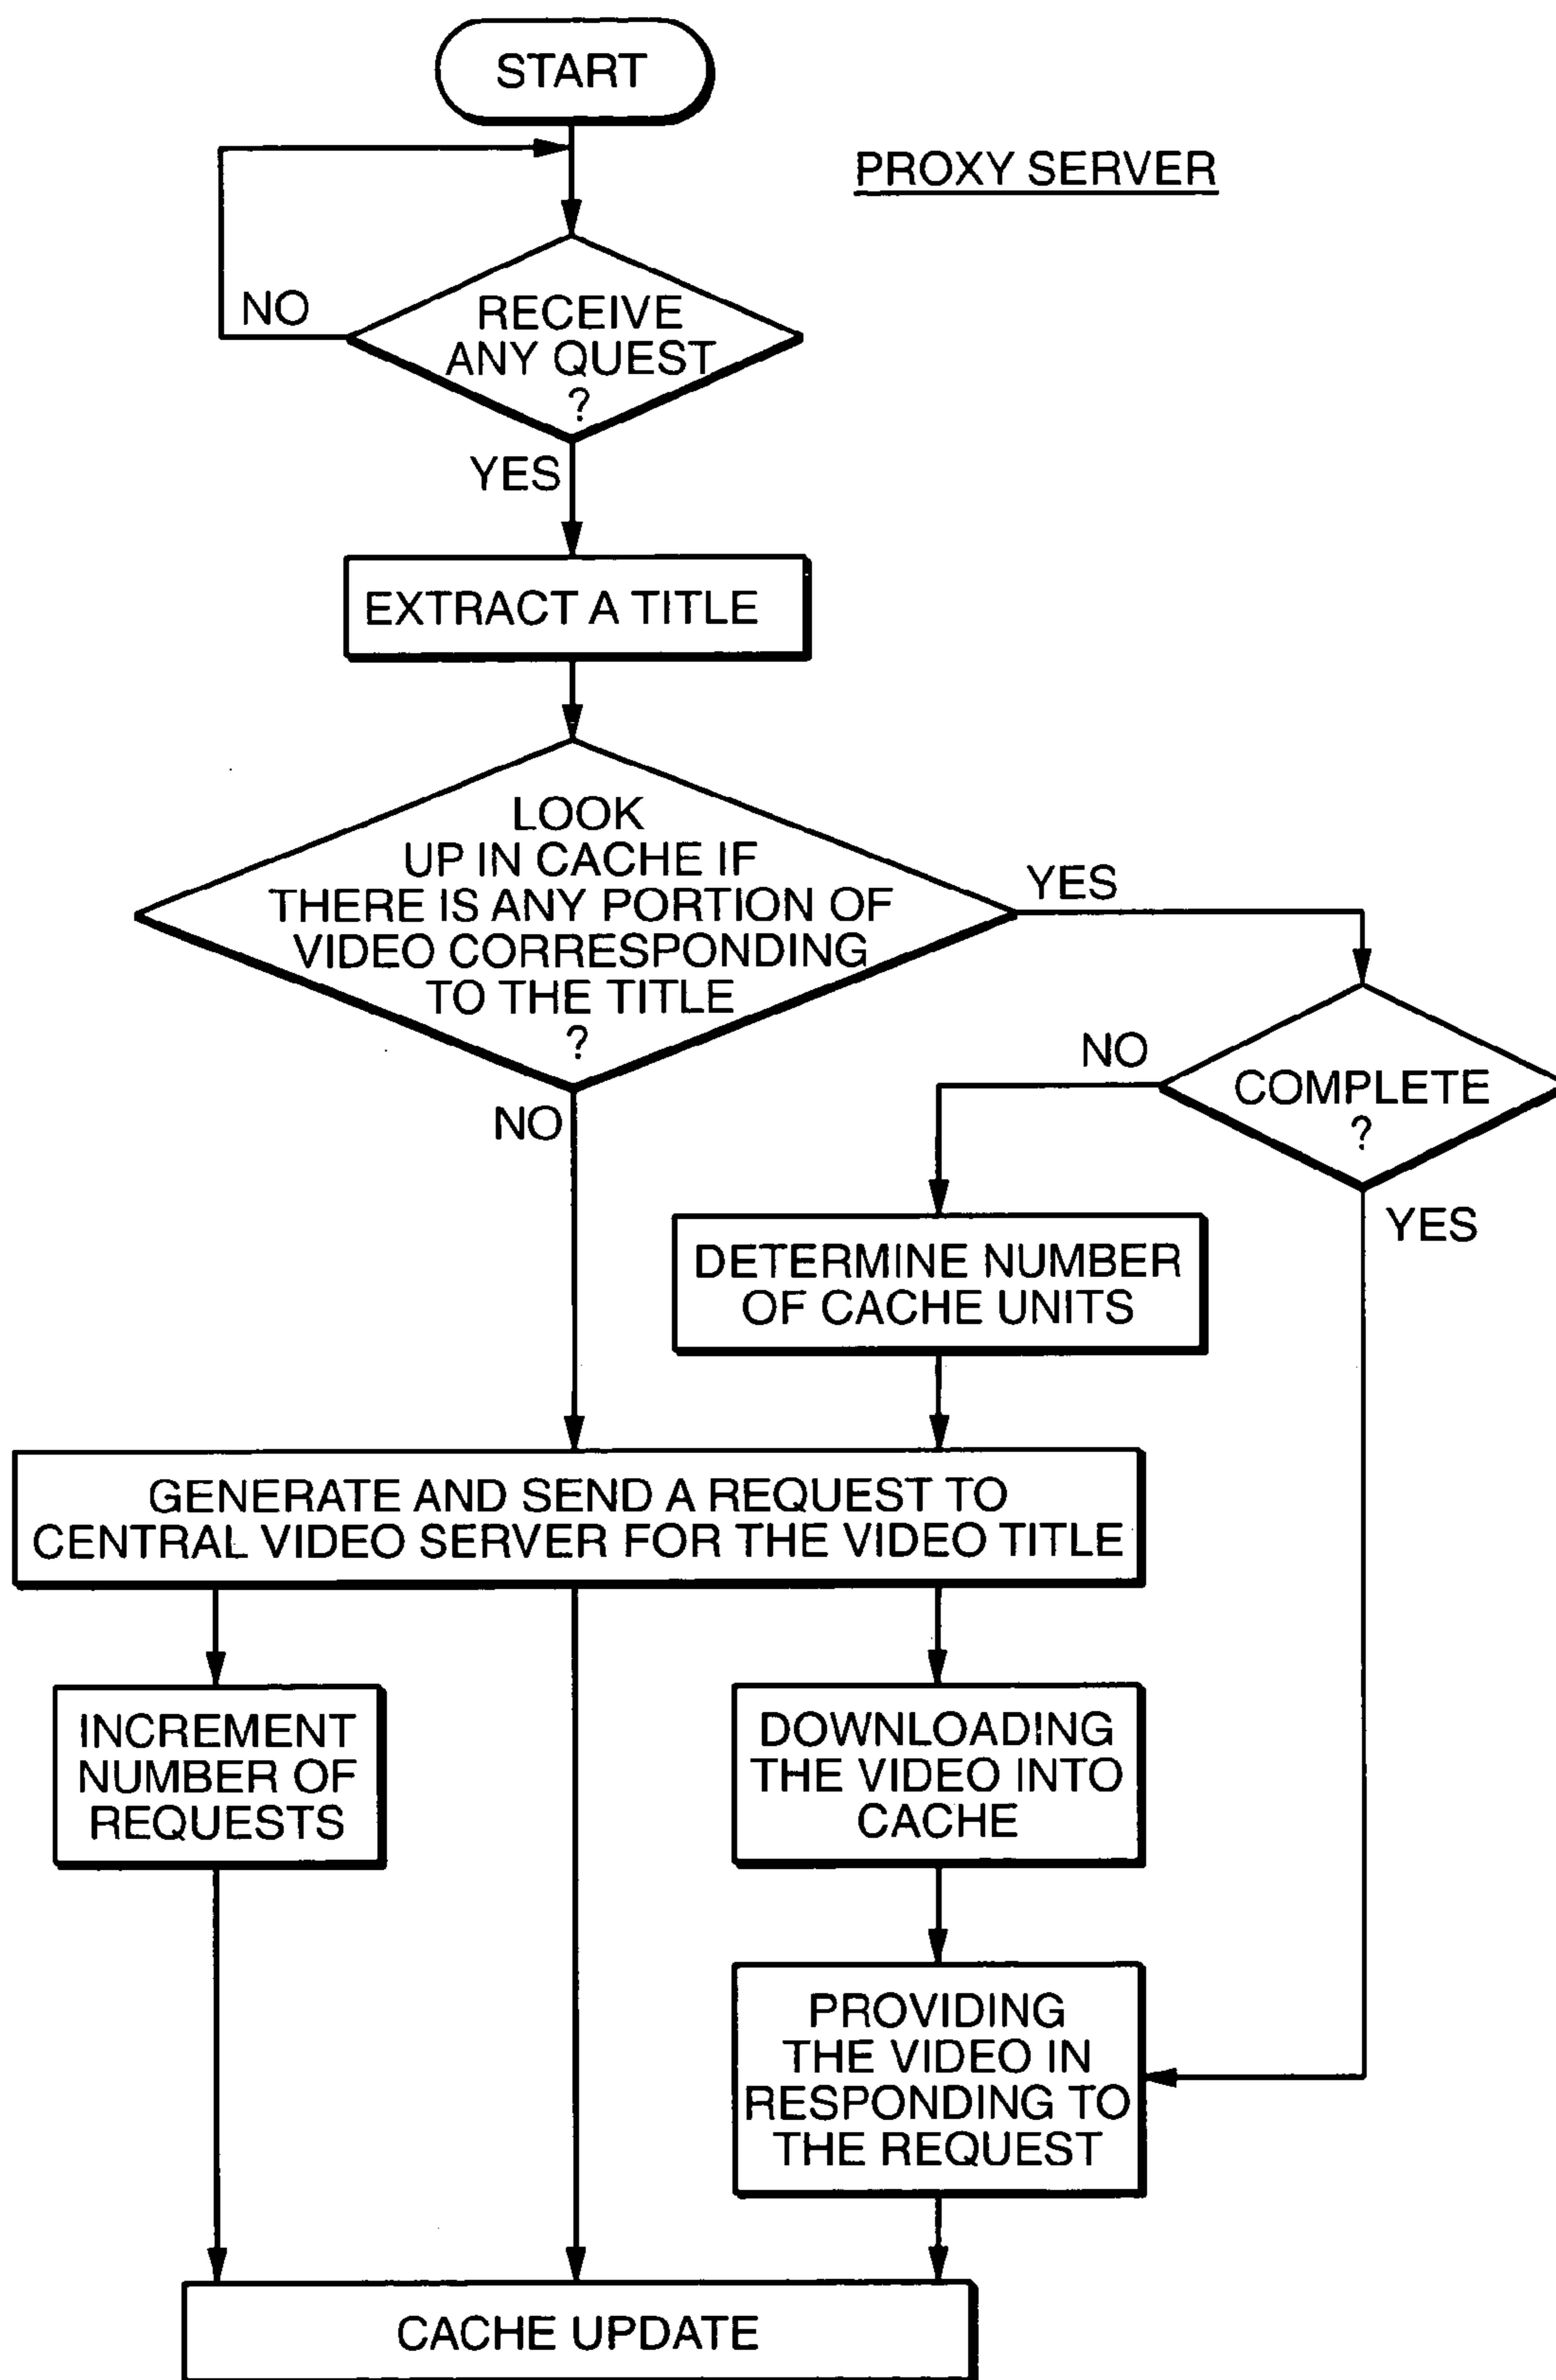 START
PROXY SERVER
NO
RECEIVE
ANY QUEST
?
YES
EXTRACT A TITLE
LOOK
UP IN CACHE IF
THERE IS ANY PORTION OF
VIDEO CORRESPONDING
TO THE TITLE
?
YES
NO
COMPLETE
?
NO
YES
DETERMINE NUMBER
OF CACHE UNITS
GENERATE AND SEND A REQUEST TO
CENTRAL VIDEO SERVER FOR THE VIDEO TITLE
INCREMENT
NUMBER OF
REQUESTS
DOWNLOADING
THE VIDEO INTO
CACHE
PROVIDING
THE VIDEO IN
RESPONDING TO
THE REQUEST
CACHE UPDATE